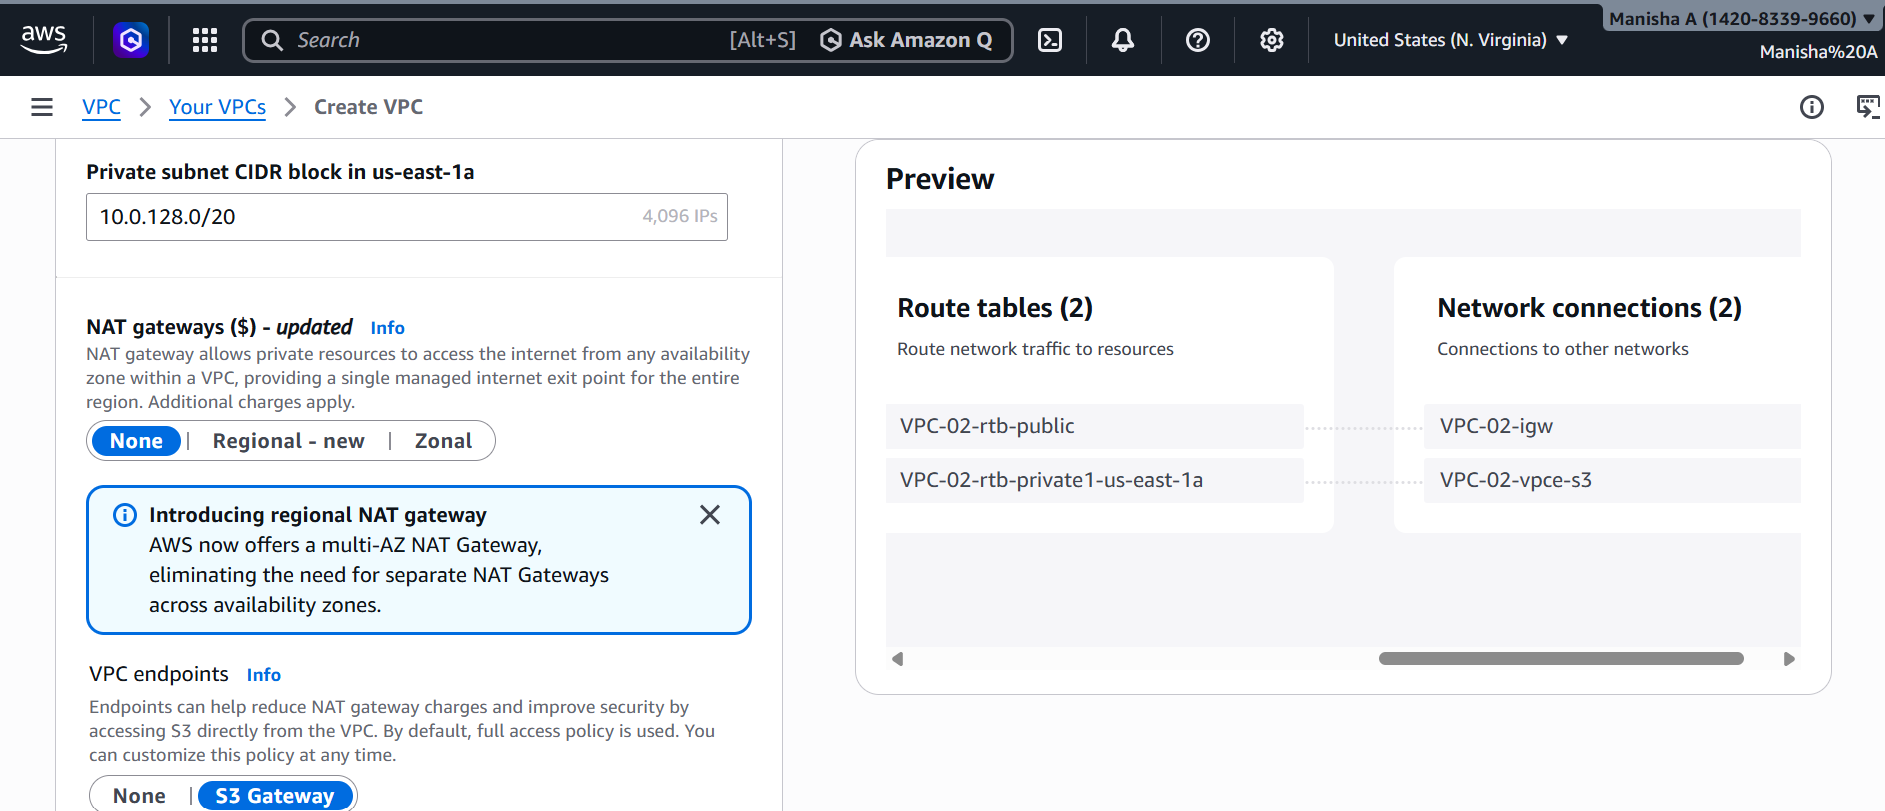 aws
Search
[Alt+S]
Ask Amazon Q
United States (N. Virginia)
Manisha A (1420-8339-9660)
Manisha%20A
VPC
Your VPCs
Create VPC
Private subnet CIDR block in us-east-1a
10.0.128.0/20
4,096 IPs
NAT gateways ($) - updated Info
NAT gateway allows private resources to access the internet from any availability
zone within a VPC, providing a single managed internet exit point for the entire
region. Additional charges apply.
None | Regional - new | Zonal
Introducing regional NAT gateway
AWS now offers a multi-AZ NAT Gateway,
eliminating the need for separate NAT Gateways
across availability zones.
VPC endpoints Info
Endpoints can help reduce NAT gateway charges and improve security by
accessing S3 directly from the VPC. By default, full access policy is used. You
can customize this policy at any time.
None | S3 Gateway
Preview
Route tables (2)
Route network traffic to resources
VPC-02-rtb-public
VPC-02-rtb-private1-us-east-1a
Network connections (2)
Connections to other networks
VPC-02-igw
VPC-02-vpce-s3